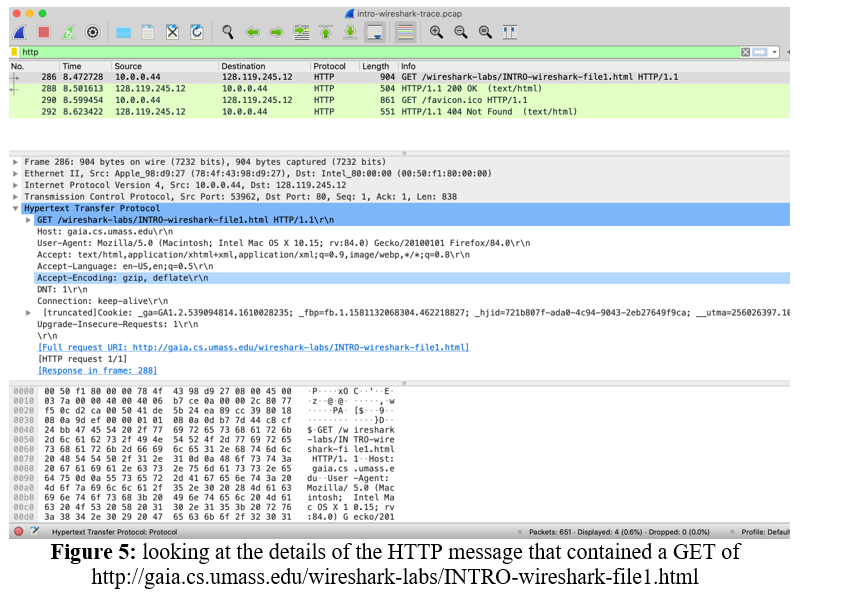 intro-wireshark-trace.pcap
http
No. Time Source Destination Protocol Length Info
286 8.472728 10.0.0.44 128.119.245.12 HTTP 904 GET /wireshark-labs/INTRO-wireshark-file1.html HTTP/1.1
288 8.501613 128.119.245.12 10.0.0.44 HTTP 504 HTTP/1.1 200 OK (text/html)
290 8.599454 10.0.0.44 128.119.245.12 HTTP 861 GET /favicon.ico HTTP/1.1
292 8.623422 128.119.245.12 10.0.0.44 HTTP 551 HTTP/1.1 404 Not Found (text/html)
Frame 286: 904 bytes on wire (7232 bits), 904 bytes captured (7232 bits)
Ethernet II, Src: Apple_98:d9:27 (78:4f:43:98:d9:27), Dst: Intel_80:00:00 (00:50:f1:80:00:00)
Internet Protocol Version 4, Src: 10.0.0.44, Dst: 128.119.245.12
Transmission Control Protocol, Src Port: 53962, Dst Port: 80, Seq: 1, Ack: 1, Len: 838
Hypertext Transfer Protocol
GET /wireshark-labs/INTRO-wireshark-file1.html HTTP/1.1\r\n
Host: gaia.cs.umass.edu\r\n
User-Agent: Mozilla/5.0 (Macintosh; Intel Mac OS X 10.15; rv:84.0) Gecko/20100101 Firefox/84.0\r\n
Accept: text/html,application/xhtml+xml,application/xml;q=0.9,image/webp,*/*;q=0.8\r\n
Accept-Language: en-US,en;q=0.5\r\n
Accept-Encoding: gzip, deflate\r\n
DNT: 1\r\n
Connection: keep-alive\r\n
[truncated]Cookie: _ga=GA1.2.539094814.1610028235; _fbp=fb.1.1581132068304.462218827; _hjid=721b807f-ada0-4c94-9043-2eb27649f9ca; __utma=256026397.10
Upgrade-Insecure-Requests: 1\r\n
\r\n
[Full request URI: http://gaia.cs.umass.edu/wireshark-labs/INTRO-wireshark-file1.html]
[HTTP request 1/1]
[Response in frame: 288]
0000 00 50 f1 80 00 00 78 4f 43 98 d9 27 08 00 45 00 ·P····xO C··'··E·
0010 03 7a 00 00 40 00 40 06 b7 ce 0a 00 00 2c 80 77 ·z··@·@· ·····,·w
0020 f5 0c d2 ca 00 50 41 de 5b 24 ea 89 cc 39 80 18 ·····PA· [$···9··
0030 08 0a 9d ef 00 00 01 01 08 0a 0d b7 7d 44 c8 cf ········ ····}D··
0040 24 bb 47 45 54 20 2f 77 69 72 65 73 68 61 72 6b $·GET /w ireshark
0050 2d 6c 61 62 73 2f 49 4e 54 52 4f 2d 77 69 72 65 -labs/IN TRO-wire
0060 73 68 61 72 6b 2d 66 69 6c 65 31 2e 68 74 6d 6c shark-fi le1.html
0070 20 48 54 54 50 2f 31 2e 31 0d 0a 48 6f 73 74 3a HTTP/1. 1··Host:
0080 20 67 61 69 61 2e 63 73 2e 75 6d 61 73 73 2e 65 gaia.cs .umass.e
0090 64 75 0d 0a 55 73 65 72 2d 41 67 65 6e 74 3a 20 du··User -Agent:
00a0 4d 6f 7a 69 6c 6c 61 2f 35 2e 30 20 28 4d 61 63 Mozilla/ 5.0 (Mac
00b0 69 6e 74 6f 73 68 3b 20 49 6e 74 65 6c 20 4d 61 intosh; Intel Ma
00c0 63 20 4f 53 20 58 20 31 30 2e 31 35 3b 20 72 76 c OS X 1 0.15; rv
00d0 3a 38 34 2e 30 29 20 47 65 63 6b 6f 2f 32 30 31 :84.0) G ecko/201
Hypertext Transfer Protocol: Protocol Packets: 651 · Displayed: 4 (0.6%) · Dropped: 0 (0.0%) Profile: Default
Figure 5: looking at the details of the HTTP message that contained a GET of
http://gaia.cs.umass.edu/wireshark-labs/INTRO-wireshark-file1.html